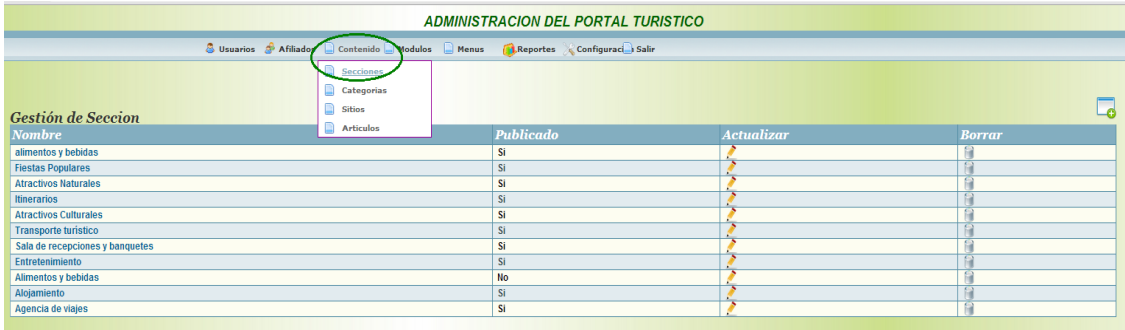 ADMINISTRACION DEL PORTAL TURISTICO
Usuarios Afiliados Contenido Modulos Menus Reportes Configuraci Salir
Secciones
Categorias
Sitios
Articulos
Gestión de Seccion
Nombre Publicado Actualizar Borrar
alimentos y bebidas Si
Fiestas Populares Si
Atractivos Naturales Si
Itinerarios Si
Atractivos Culturales Si
Transporte turistico Si
Sala de recepciones y banquetes Si
Entretenimiento Si
Alimentos y bebidas No
Alojamiento Si
Agencia de viajes Si